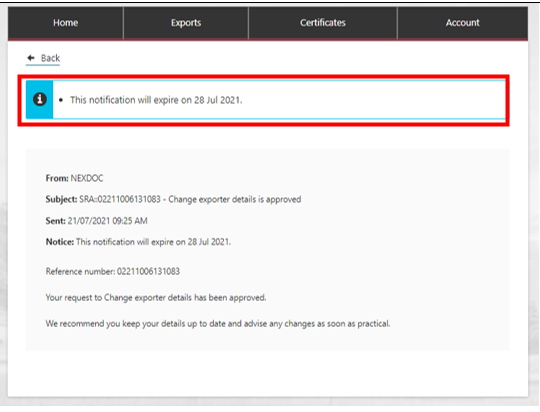 Home Exports Certificates Account
Back
This notification will expire on 28 Jul 2021.
From: NEXDOC
Subject: SRA::02211006131083 - Change exporter details is approved
Sent: 21/07/2021 09:25 AM
Notice: This notification will expire on 28 Jul 2021.
Reference number: 02211006131083
Your request to Change exporter details has been approved.
We recommend you keep your details up to date and advise any changes as soon as practical.